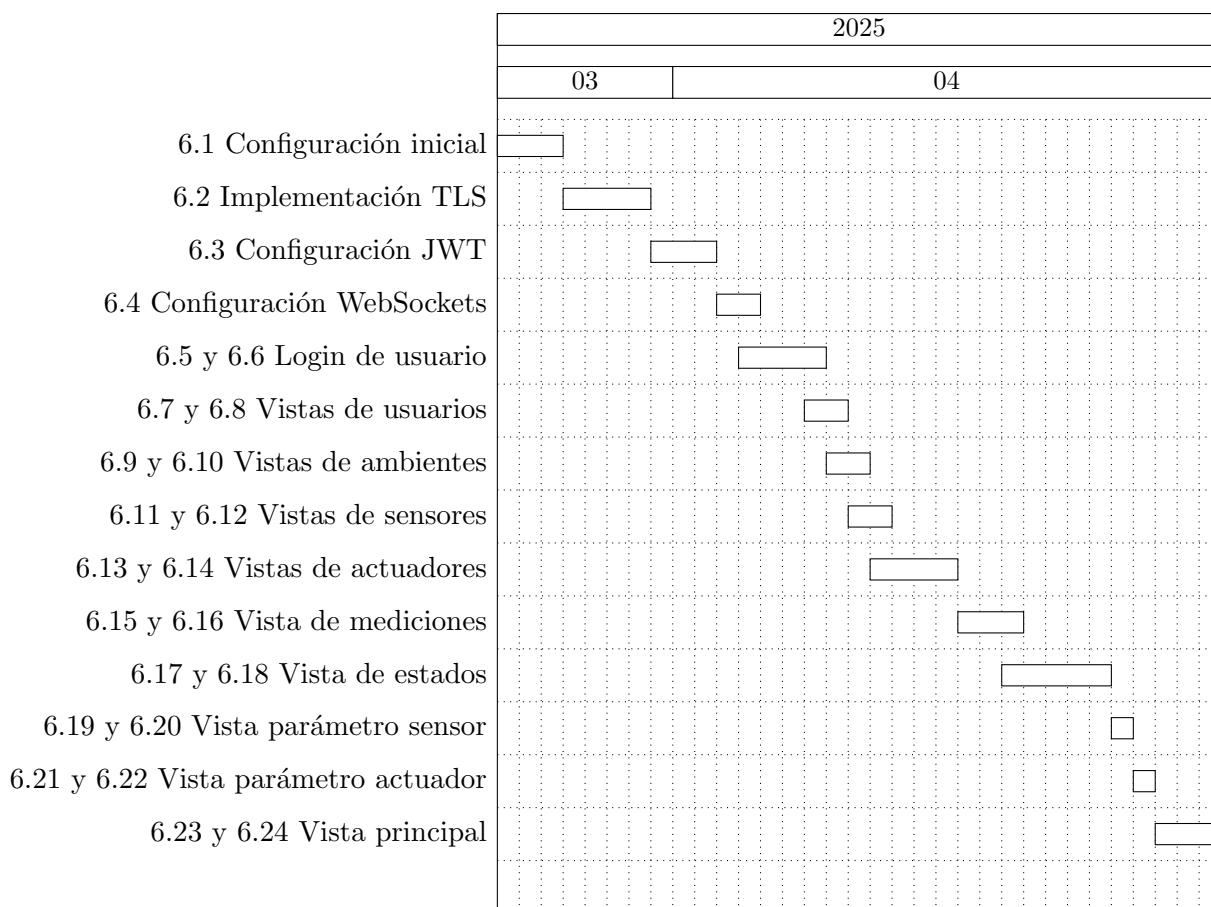 2025
03 04
6.1 Configuración inicial
6.2 Implementación TLS
6.3 Configuración JWT
6.4 Configuración WebSockets
6.5 y 6.6 Login de usuario
6.7 y 6.8 Vistas de usuarios
6.9 y 6.10 Vistas de ambientes
6.11 y 6.12 Vistas de sensores
6.13 y 6.14 Vistas de actuadores
6.15 y 6.16 Vista de mediciones
6.17 y 6.18 Vista de estados
6.19 y 6.20 Vista parámetro sensor
6.21 y 6.22 Vista parámetro actuador
6.23 y 6.24 Vista principal